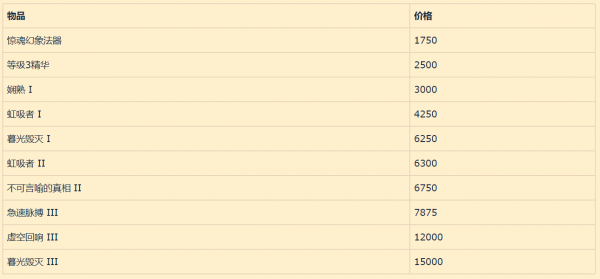 物品 价格
惊魂幻象法器 1750
等级3精华 2500
娴熟 I 3000
虹吸者 I 4250
暮光毁灭 I 6250
虹吸者 II 6300
不可言喻的真相 II 6750
急速脉搏 III 7875
虚空回响 III 12000
暮光毁灭 III 15000